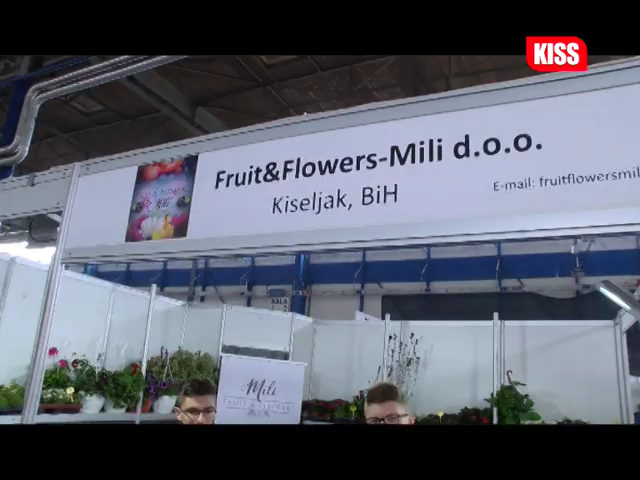 KISS
Fruit&Flowers-Mili d.o.o.
Kiseljak, BiH
E-mail: fruitflowersmil
Mili